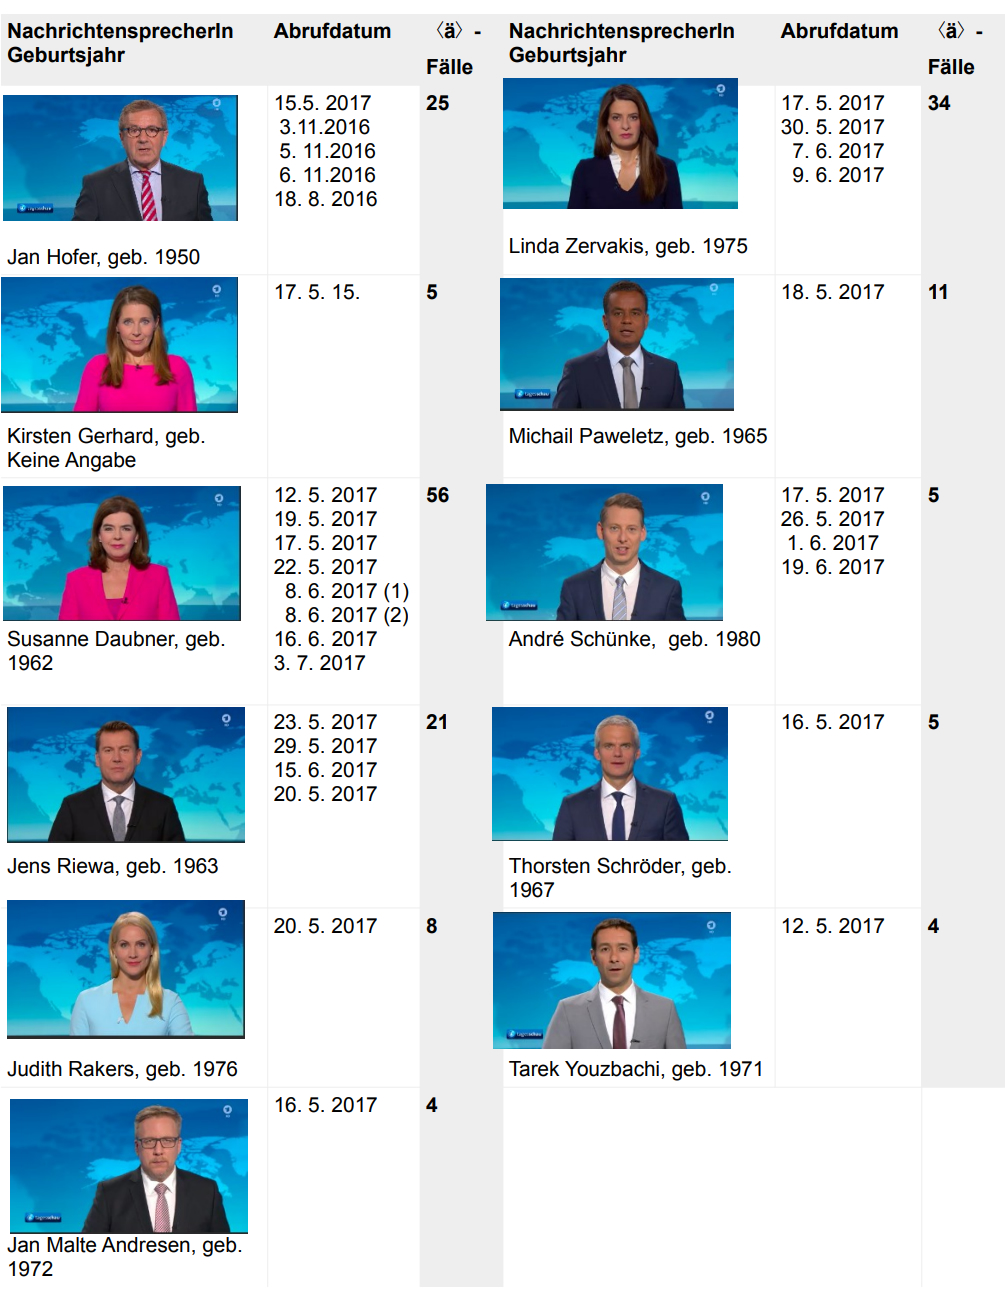 NachrichtensprecherIn
Geburtsjahr
Abrufdatum
〈ä〉-
Fälle
NachrichtensprecherIn
Geburtsjahr
Abrufdatum
〈ä〉-
Fälle
tagesschau
Jan Hofer, geb. 1950
15.5. 2017
3.11.2016
5. 11.2016
6. 11.2016
18. 8. 2016
25
Linda Zervakis, geb. 1975
17. 5. 2017
30. 5. 2017
7. 6. 2017
9. 6. 2017
34
Kirsten Gerhard, geb.
Keine Angabe
17. 5. 15.
5
tagesschau
Michail Paweletz, geb. 1965
18. 5. 2017
11
Susanne Daubner, geb.
1962
12. 5. 2017
19. 5. 2017
17. 5. 2017
22. 5. 2017
8. 6. 2017 (1)
8. 6. 2017 (2)
16. 6. 2017
3. 7. 2017
56
tagesschau
André Schünke,  geb. 1980
17. 5. 2017
26. 5. 2017
1. 6. 2017
19. 6. 2017
5
Jens Riewa, geb. 1963
23. 5. 2017
29. 5. 2017
15. 6. 2017
20. 5. 2017
21
Thorsten Schröder, geb.
1967
16. 5. 2017
5
Judith Rakers, geb. 1976
20. 5. 2017
8
tagesschau
Tarek Youzbachi, geb. 1971
12. 5. 2017
4
tagesschau
Jan Malte Andresen, geb.
1972
16. 5. 2017
4